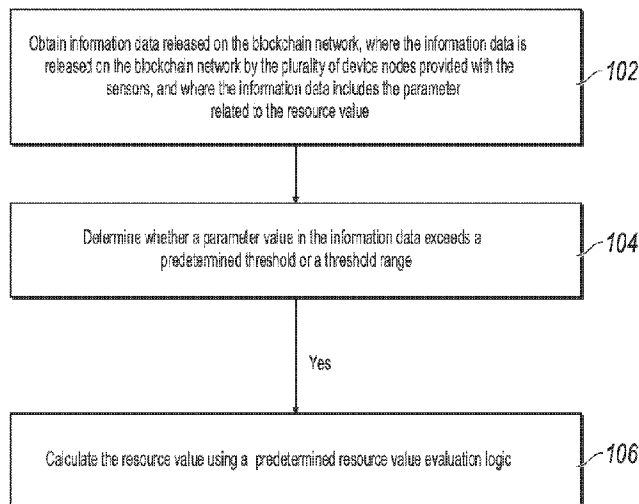 Obtain information data released on the blockchain network, where the information data is
released on the blockchain network by the plurality of device nodes provided with the
sensors, and where the information data includes the parameter
related to the resource value
102
Determine whether a parameter value in the information data exceeds a
predetermined threshold or a threshold range
104
Yes
Calculate the resource value using a predetermined resource value evaluation logic
106